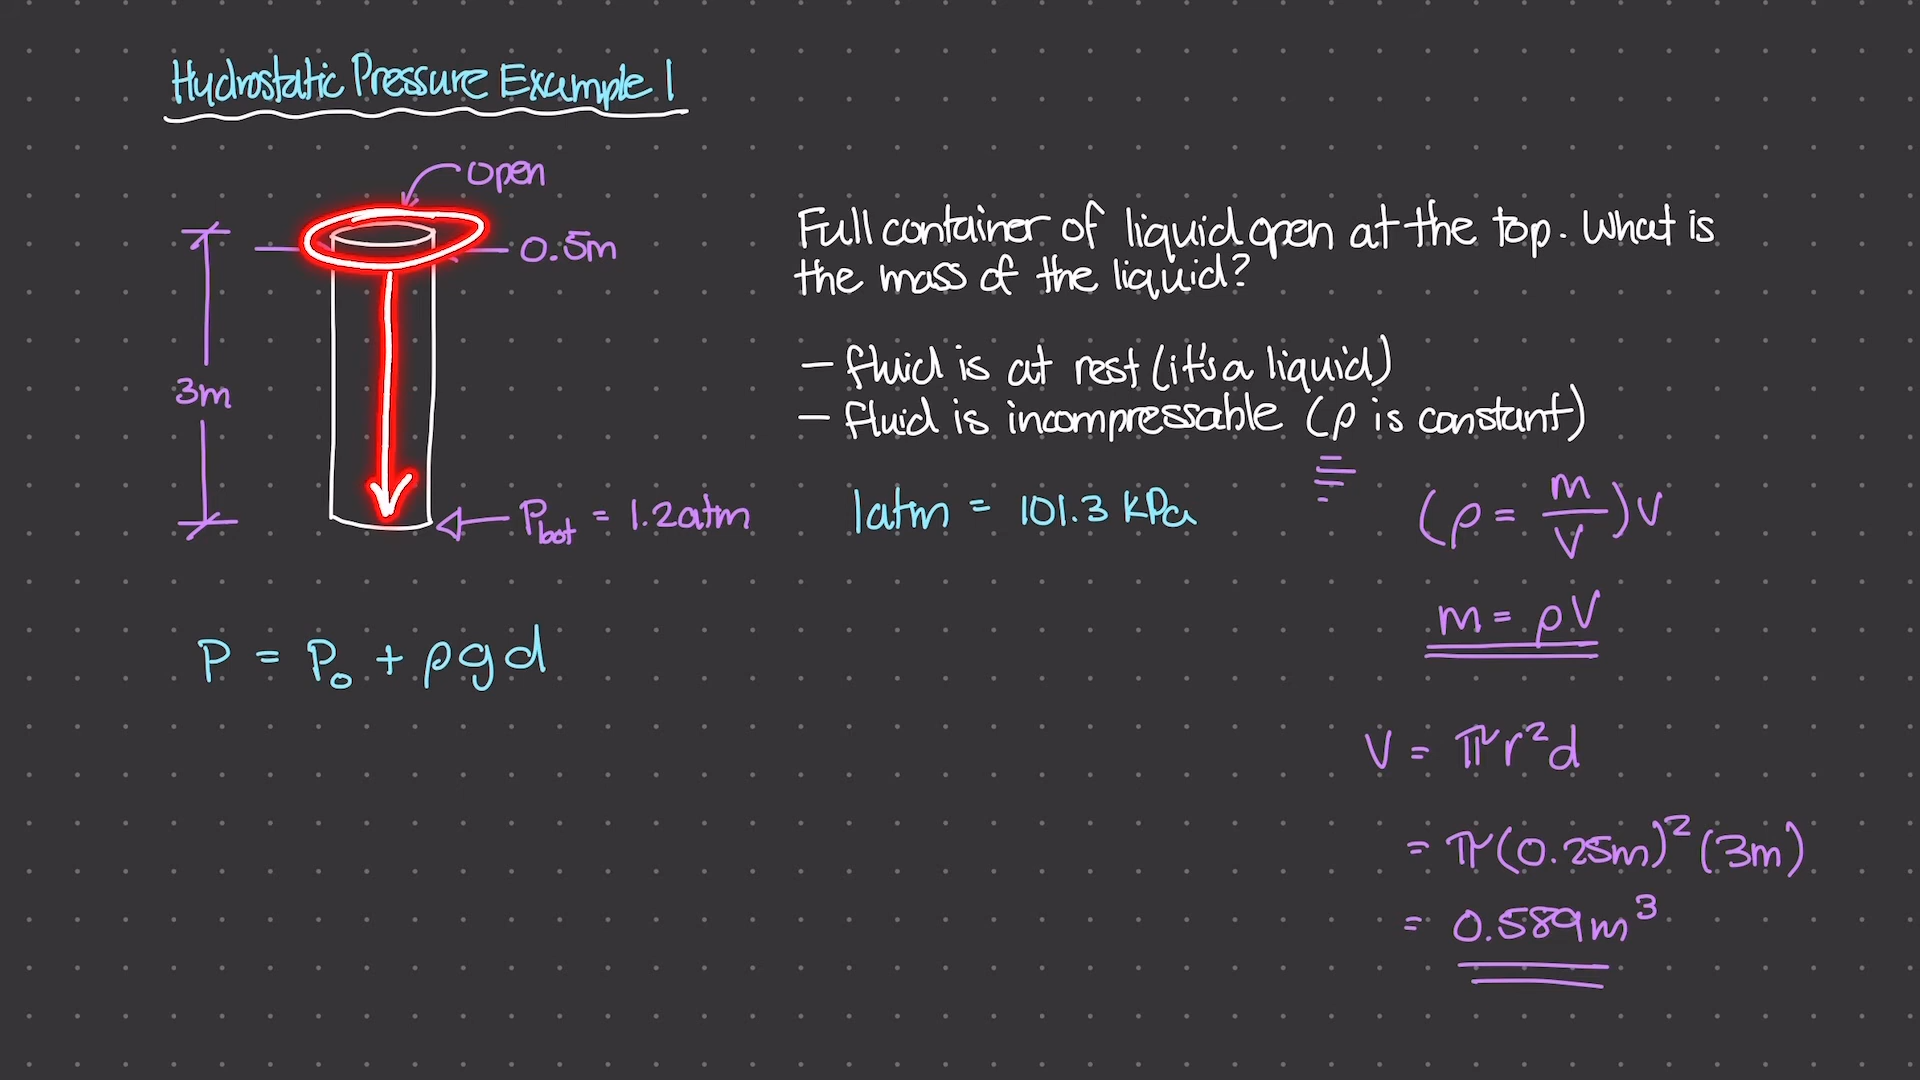 Hydrostatic Pressure Example 1
Open
0.5m
3m
P_bot = 1.2atm
Full container of liquid open at the top. What is
the mass of the liquid?
– fluid is at rest (it's a liquid)
– fluid is incompressable (ρ is constant)
1atm = 101.3 kPa
(ρ = m/V)V
m = ρV
P = P₀ + ρgd
V = πr²d
= π(0.25m)²(3m)
= 0.589m³